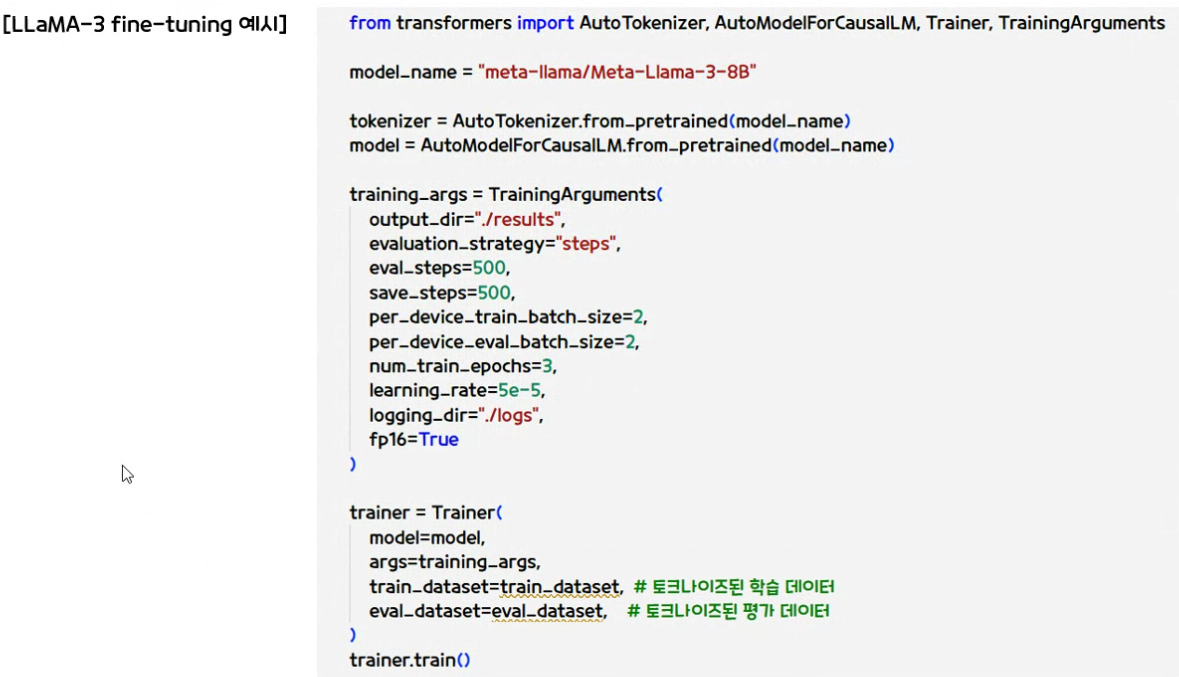 [LLaMA-3 fine-tuning 예시]
from transformers import AutoTokenizer, AutoModelForCausalLM, Trainer, TrainingArguments
model_name = "meta-llama/Meta-Llama-3-8B"
tokenizer = AutoTokenizer.from_pretrained(model_name)
model = AutoModelForCausalLM.from_pretrained(model_name)
training_args = TrainingArguments(
output_dir="./results",
evaluation_strategy="steps",
eval_steps=500,
save_steps=500,
per_device_train_batch_size=2,
per_device_eval_batch_size=2,
num_train_epochs=3,
learning_rate=5e-5,
logging_dir="./logs",
fp16=True
)
trainer = Trainer(
model=model,
args=training_args,
train_dataset=train_dataset, # 토크나이즈된 학습 데이터
eval_dataset=eval_dataset, # 토크나이즈된 평가 데이터
)
trainer.train()